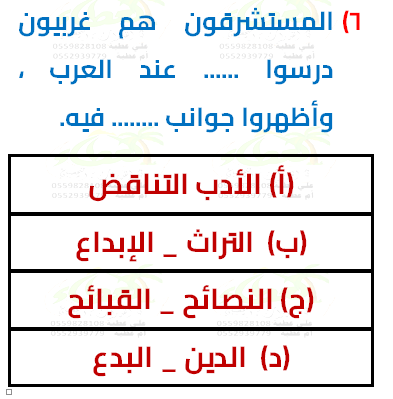 ٦) المستشرقون هم غربيون
درسوا ...... عند العرب ،
وأظهروا جوانب ........ فيه.
(أ) الأدب _ التناقض
(ب) التراث _ الإبداع
(ج) النصائح _ القبائح
(د) الدين _ البدع